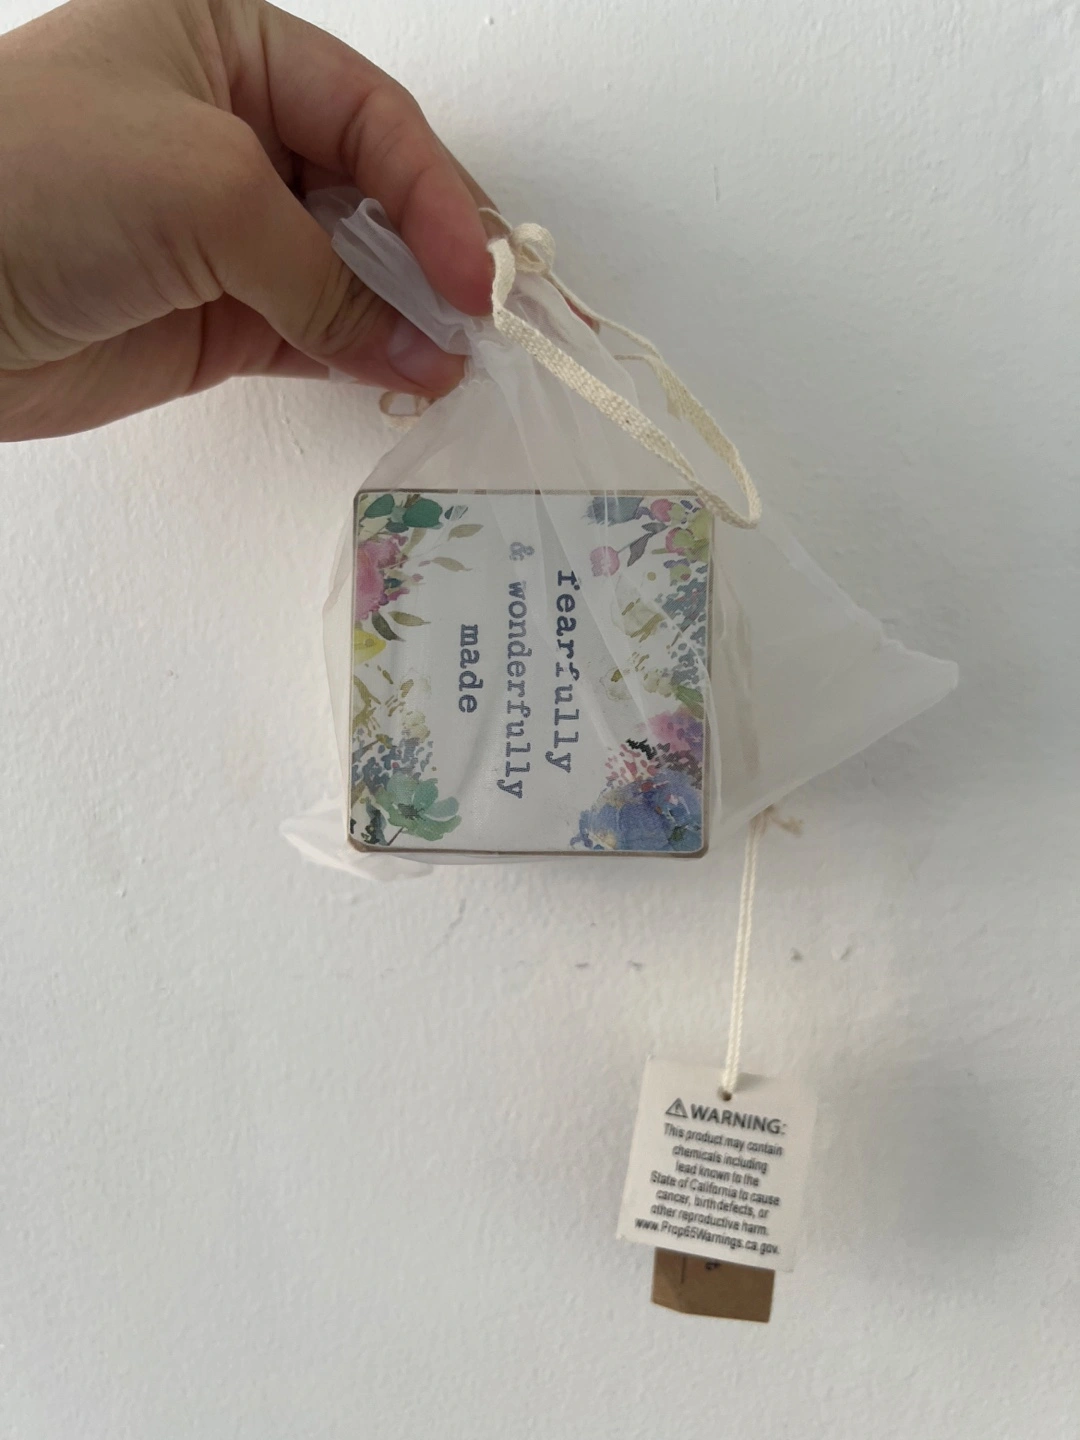 fearfully
& wonderfully
made
⚠WARNING:
This product may contain
chemicals including
lead known to the
State of California to cause
cancer, birth defects, or
other reproductive harm.
www.Prop65Warnings.ca.gov.